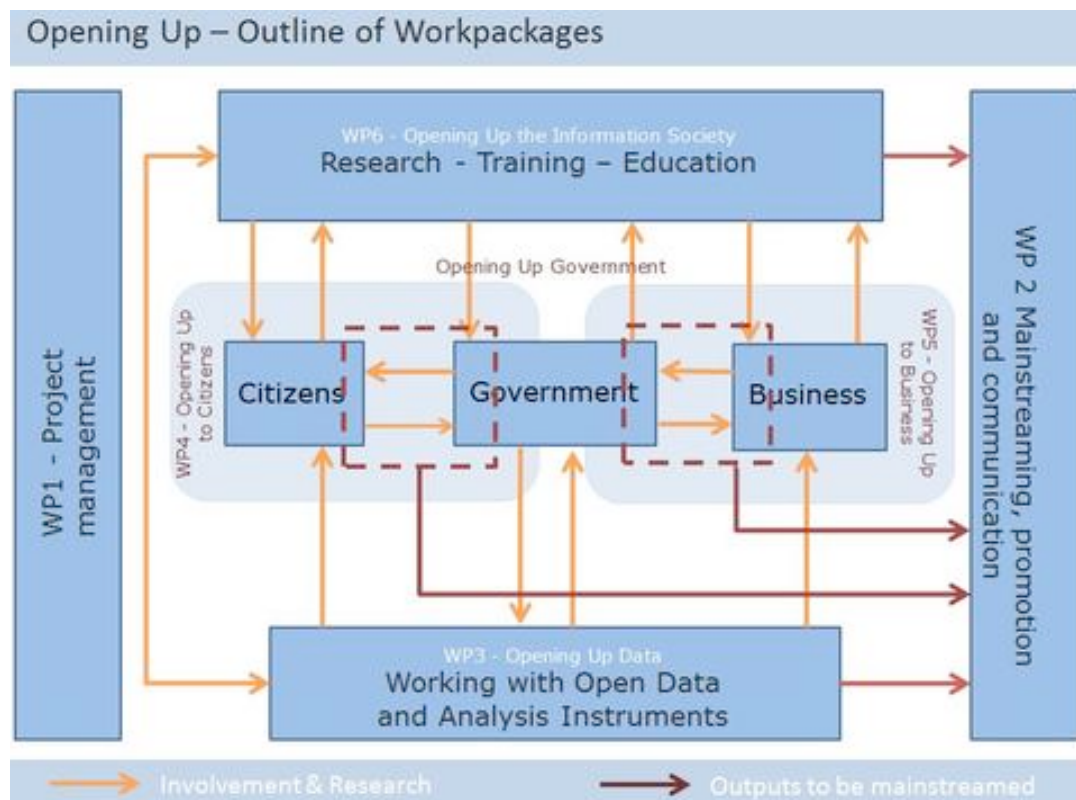 Opening Up – Outline of Workpackages
WP1 - Project
management
WP6 - Opening Up the Information Society
Research - Training – Education
Opening Up Government
WP4 - Opening Up
to Citizens
Citizens
Government
Business
WP5 - Opening Up
to Business
WP 2 Mainstreaming, promotion
and communication
WP3 - Opening Up Data
Working with Open Data
and Analysis Instruments
Involvement & Research
Outputs to be mainstreamed